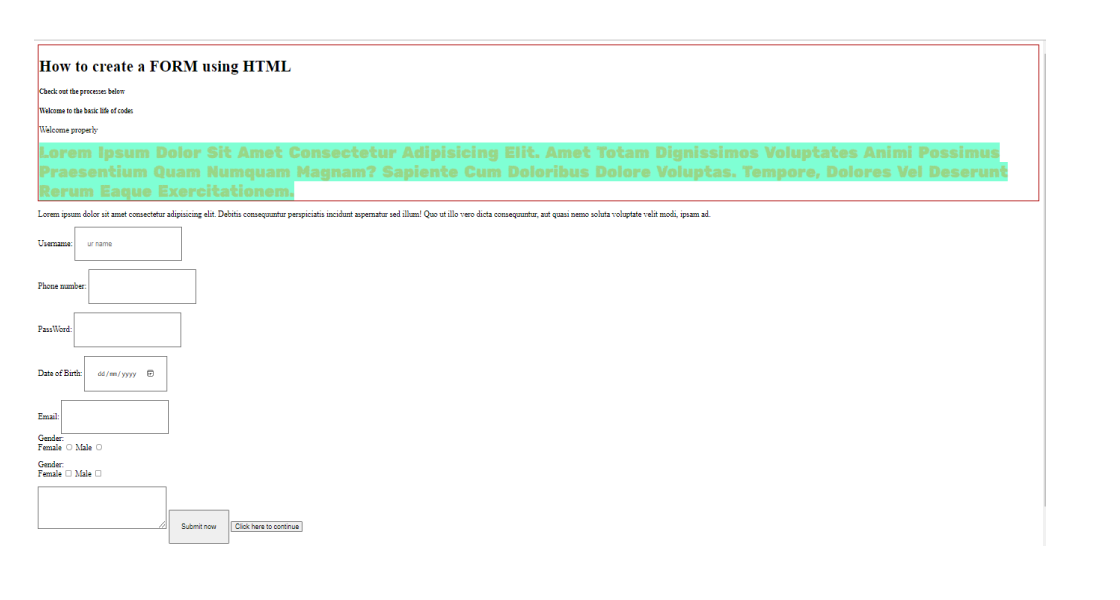 How to create a FORM using HTML
Check out the processes below
Welcome to the basic life of codes
Welcome properly
Lorem Ipsum Dolor Sit Amet Consectetur Adipisicing Elit. Amet Totam Dignissimos Voluptates Animi Possimus
Praesentium Quam Numquam Magnam? Sapiente Cum Doloribus Dolore Voluptas. Tempore, Dolores Vel Deserunt
Rerum Eaque Exercitationem.
Lorem ipsum dolor sit amet consectetur adipisicing elit. Debitis consequuntur perspiciatis incidunt aspernatur sed illum! Quo ut illo vero dicta consequuntur, aut quasi nemo soluta voluptate velit modi, ipsam ad.
Username: ur name
Phone number:
PassWord:
Date of Birth: dd/mm/yyyy
Email:
Gender:
Female Male
Gender:
Female Male
Submit now Click here to continue